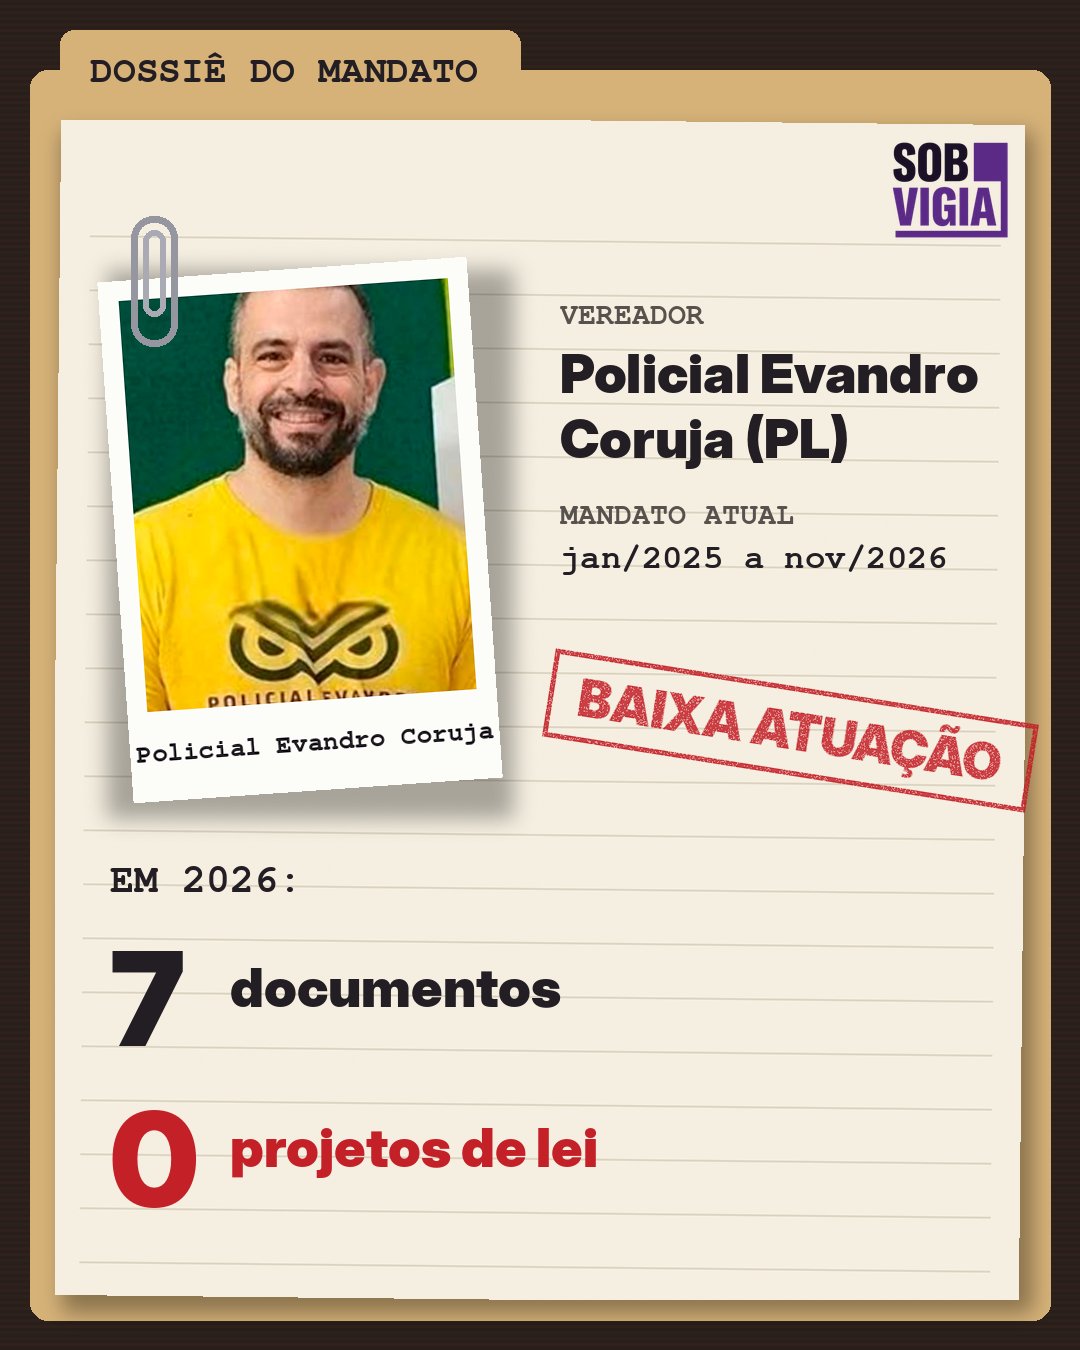 DOSSIÊ DO MANDATO
SOB
VIGIA
VEREADOR
Policial Evandro
Coruja (PL)
MANDATO ATUAL
jan/2025 a nov/2026
BAIXA ATUAÇÃO
Policial Evandro Coruja
EM 2026:
7 documentos
0 projetos de lei